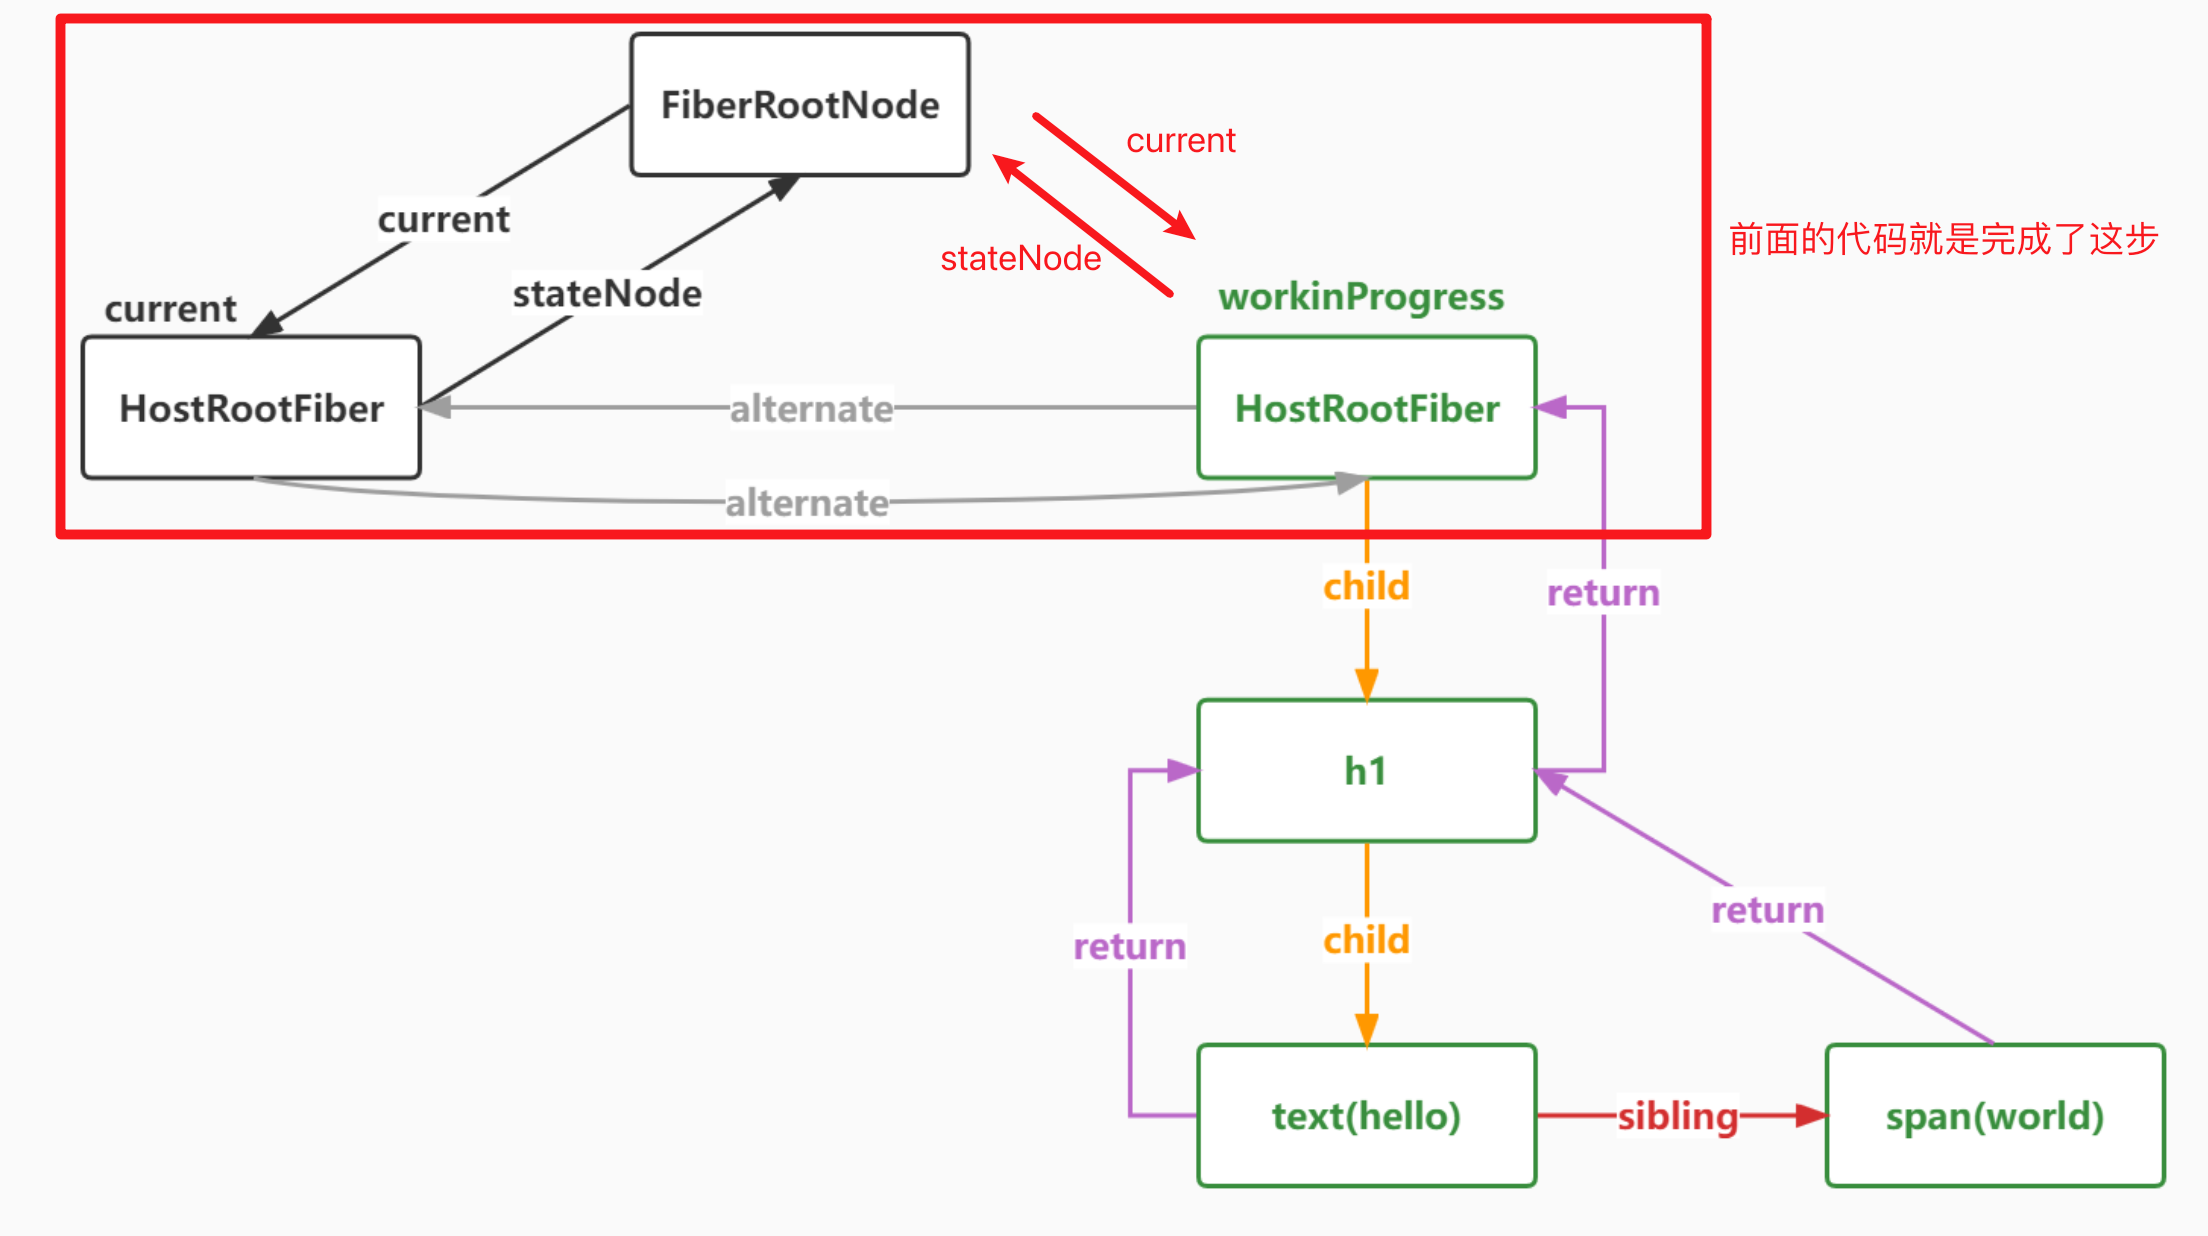 FiberRootNode
current
current
stateNode
前面的代码就是完成了这步
stateNode
workinProgress
current
HostRootFiber
alternate
HostRootFiber
alternate
child
return
h1
return
child
return
text(hello)
sibling
span(world)